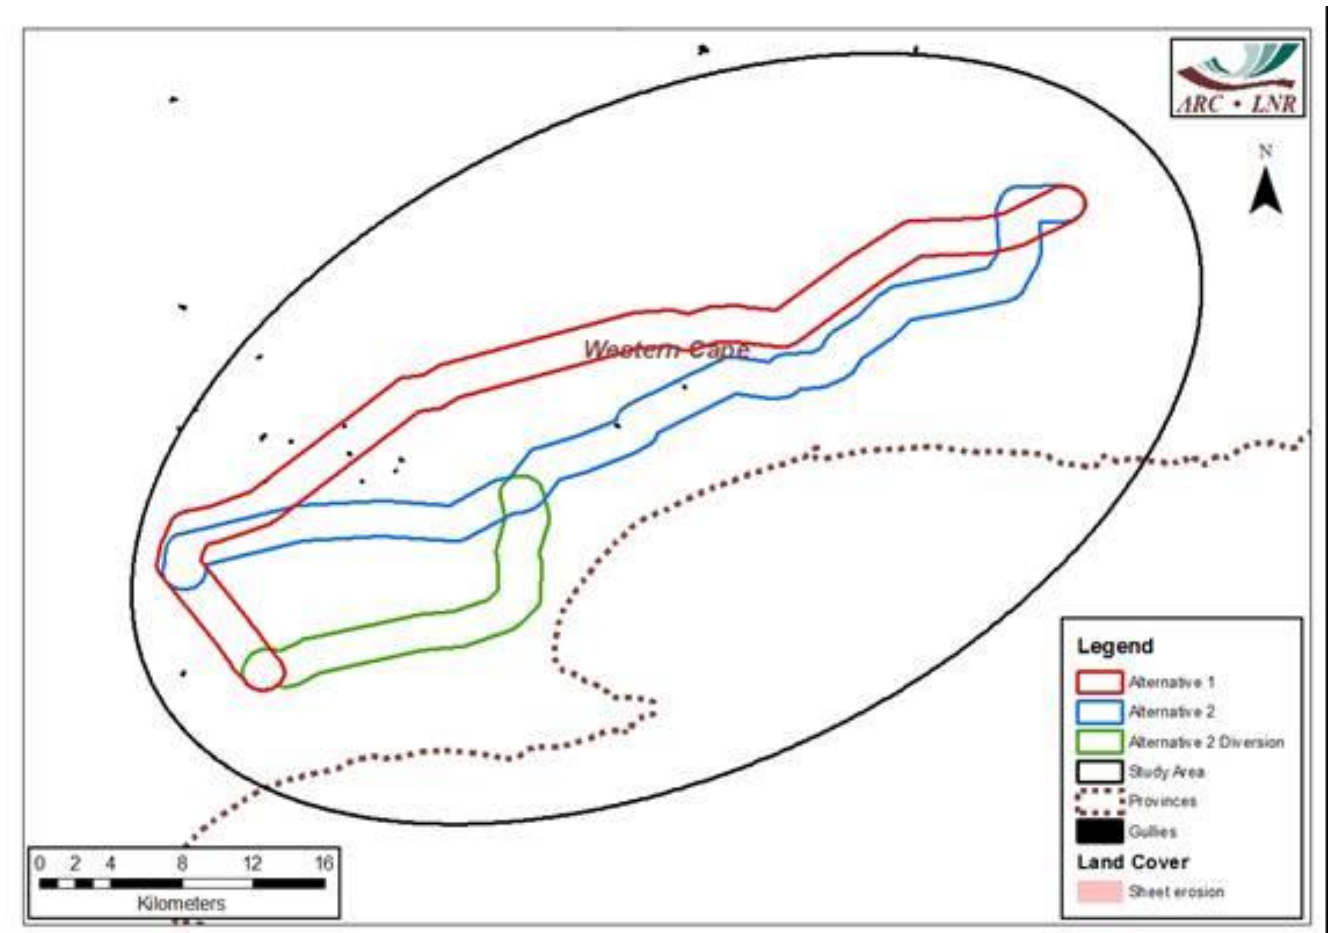 ARC • LNR
N
Western Cape
Legend
Alternative 1
Alternative 2
Alternative 2 Diversion
Study Area
Provinces
Gullies
Land Cover
Sheet erosion
0 2 4 8 12 16
Kilometers